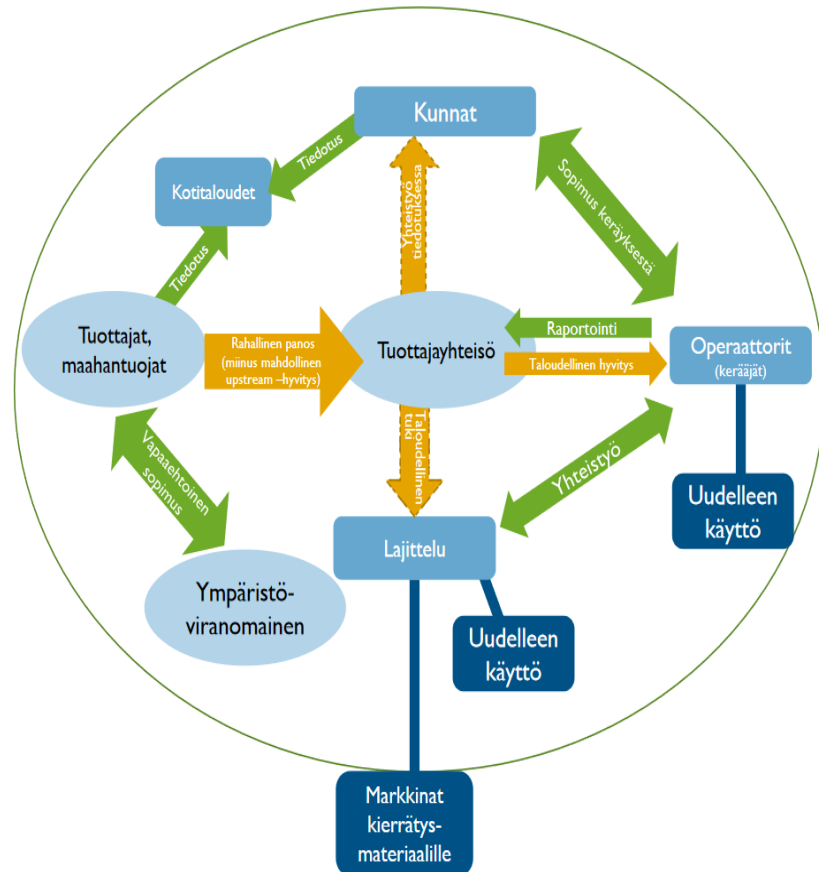 Kunnat
Tiedotus
Kotitaloudet
Yhteistyö
tiedotuksessa
Sopimus keräyksestä
Tiedotus
Tuottajat,
maahantuojat
Rahallinen panos
(miinus mahdollinen
upstream –hyvitys)
Tuottajayhteisö
Raportointi
Taloudellinen hyvitys
Operaattorit
(kerääjät)
Vapaaehtoinen
sopimus
Taloudellinen
tuki
Yhteistyö
Uudelleen
käyttö
Lajittelu
Ympäristö-
viranomainen
Uudelleen
käyttö
Markkinat
kierrätys-
materiaalille